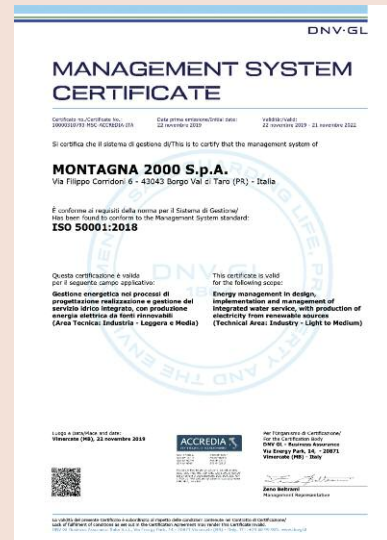 DNV·GL
MANAGEMENT SYSTEM
CERTIFICATE
Certificato no./Certificate No.:
Data prima emissione/Initial date:
22 novembre 2019
Validità:/Valid:
22 novembre 2019 - 21 novembre 2022
Si certifica che il sistema di gestione di/This is to certify that the management system of
MONTAGNA 2000 S.p.A.
Via Filippo Corridoni 6 - 43043 Borgo Val di Taro (PR) - Italia
È conforme ai requisiti della norma per il Sistema di Gestione/
Has been found to conform to the Management System standard:
ISO 50001:2018
Questa certificazione è valida
per il seguente campo applicativo:
Gestione energetica nei processi di
progettazione realizzazione e gestione del
servizio idrico integrato, con produzione
energia elettrica da fonti rinnovabili
(Area Tecnica: Industria - Leggera e Media)
This certificate is valid
for the following scope:
Energy management in design,
implementation and management of
integrated water service, with production of
electricity from renewable sources
(Technical Area: Industry - Light to Medium)
Luogo e Data/Place and date:
Vimercate (MB), 22 novembre 2019
ACCREDIA
Per l'Organismo di Certificazione/
For the Certification Body
DNV GL - Business Assurance
Via Energy Park, 14, - 20871
Vimercate (MB) - Italy
Zeno Beltrami
Management Representative